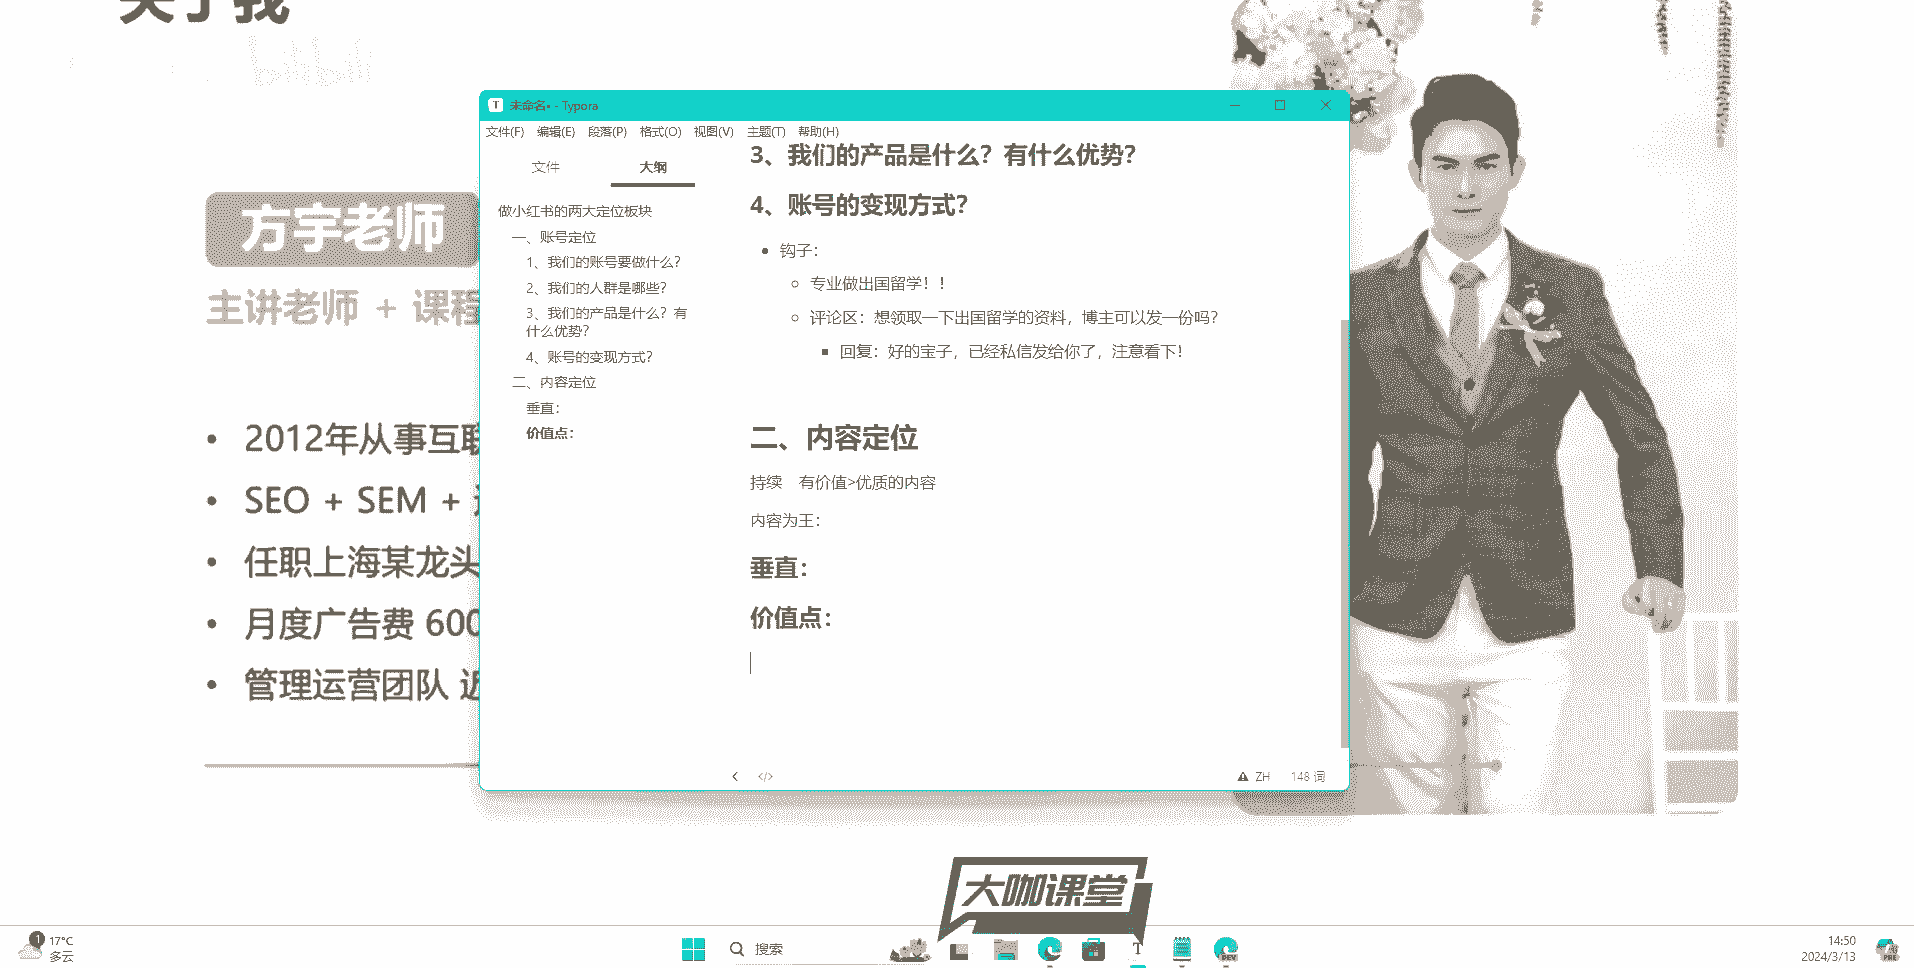 关于我
bilibili
方宇老师
主讲老师 + 课程
• 2012年从事互联
• SEO + SEM +
• 任职上海某龙头
• 月度广告费 600
• 管理运营团队 近
未命名• - Typora
文件(F) 编辑(E) 段落(P) 格式(O) 视图(V) 主题(T) 帮助(H)
文件 大纲
做小红书的两大定位板块
一、账号定位
1、我们的账号要做什么？
2、我们的人群是哪些？
3、我们的产品是什么？有
什么优势？
4、账号的变现方式？
二、内容定位
垂直：
价值点：
3、我们的产品是什么？有什么优势？
4、账号的变现方式？
• 钩子：
专业做出国留学！！
评论区：想领取一下出国留学的资料，博主可以发一份吗？
回复：好的宝子，已经私信发给你了，注意看下！
二、内容定位
持续 有价值>优质的内容
内容为王：
垂直：
价值点：
ZH 148 词
大咖课堂
1
17°C
多云
搜索
T
DEV
14:50
2024/3/13
PRE